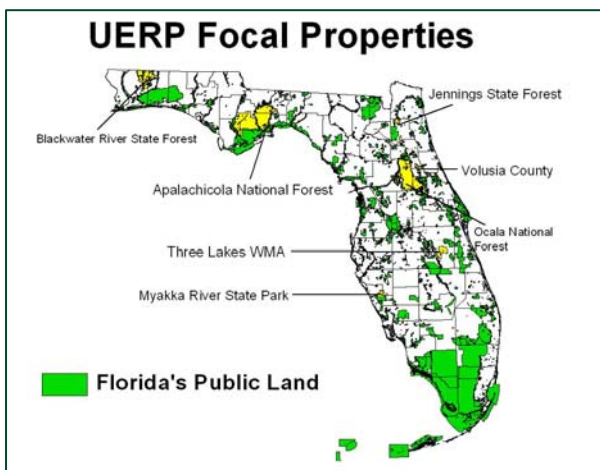 UERP Focal Properties
Jennings State Forest
Blackwater River State Forest
Volusia County
Apalachicola National Forest
Ocala National
Forest
Three Lakes WMA
Myakka River State Park
Florida's Public Land